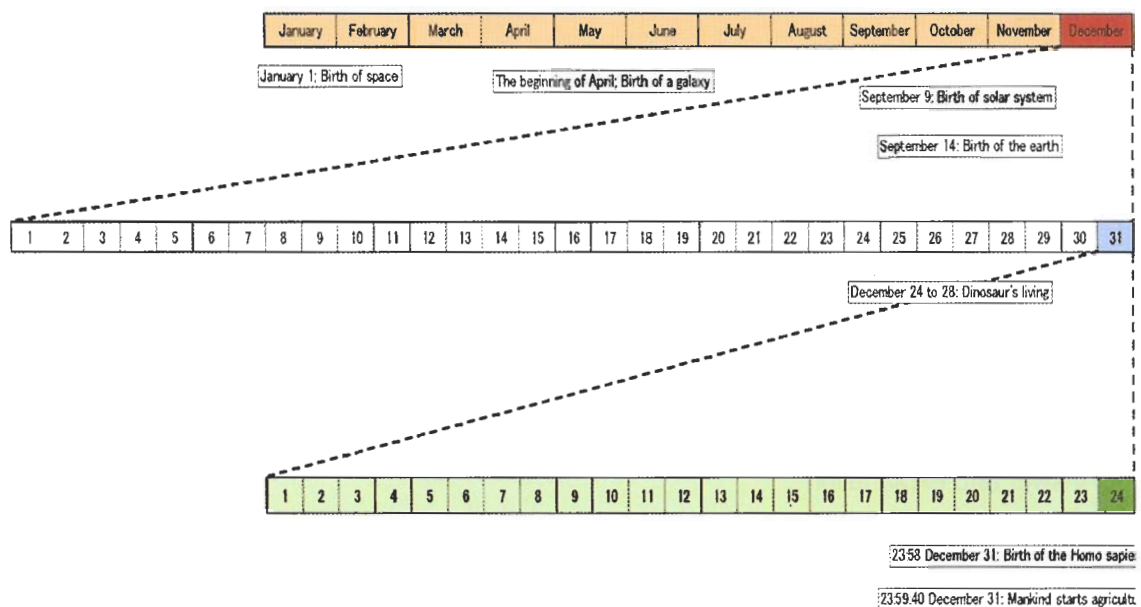 January February March April May June July August September October November December
January 1; Birth of space
The beginning of April; Birth of a galaxy
September 9; Birth of solar system
September 14: Birth of the earth
1 2 3 4 5 6 7 8 9 10 11 12 13 14 15 16 17 18 19 20 21 22 23 24 25 26 27 28 29 30 31
December 24 to 28: Dinosaur's living
1 2 3 4 5 6 7 8 9 10 11 12 13 14 15 16 17 18 19 20 21 22 23 24
23:58 December 31: Birth of the Homo sapie
23:59.40 December 31: Mankind starts agricultu